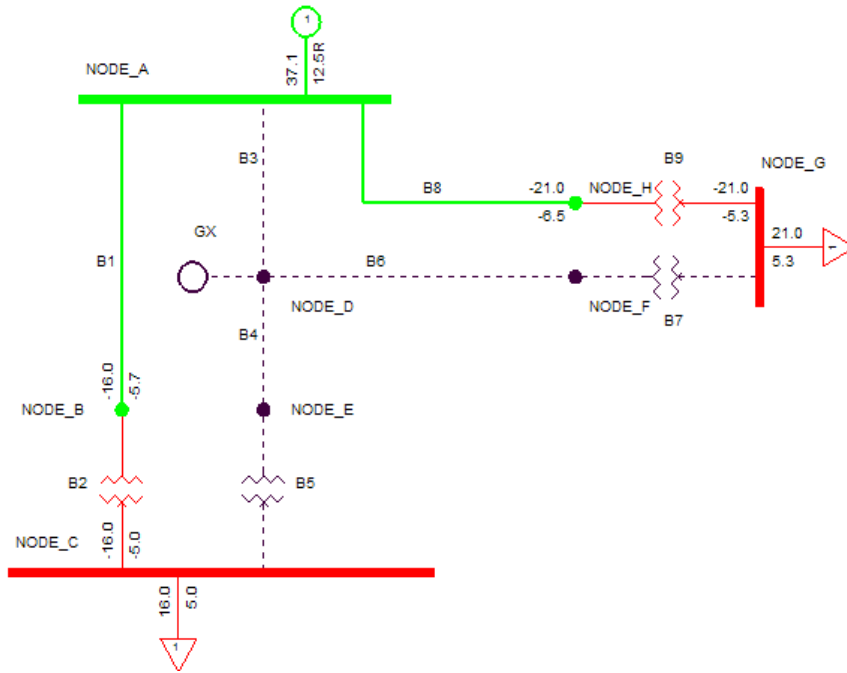 1
37.1
12.5R
NODE_A
B3
B9
NODE_G
B8
-21.0
NODE_H
-21.0
-6.5
-5.3
21.0
5.3
1
GX
B1
B6
NODE_D
NODE_F
B7
B4
-16.0
-5.7
NODE_B
NODE_E
B2
B5
NODE_C
-16.0
-5.0
16.0
5.0
1